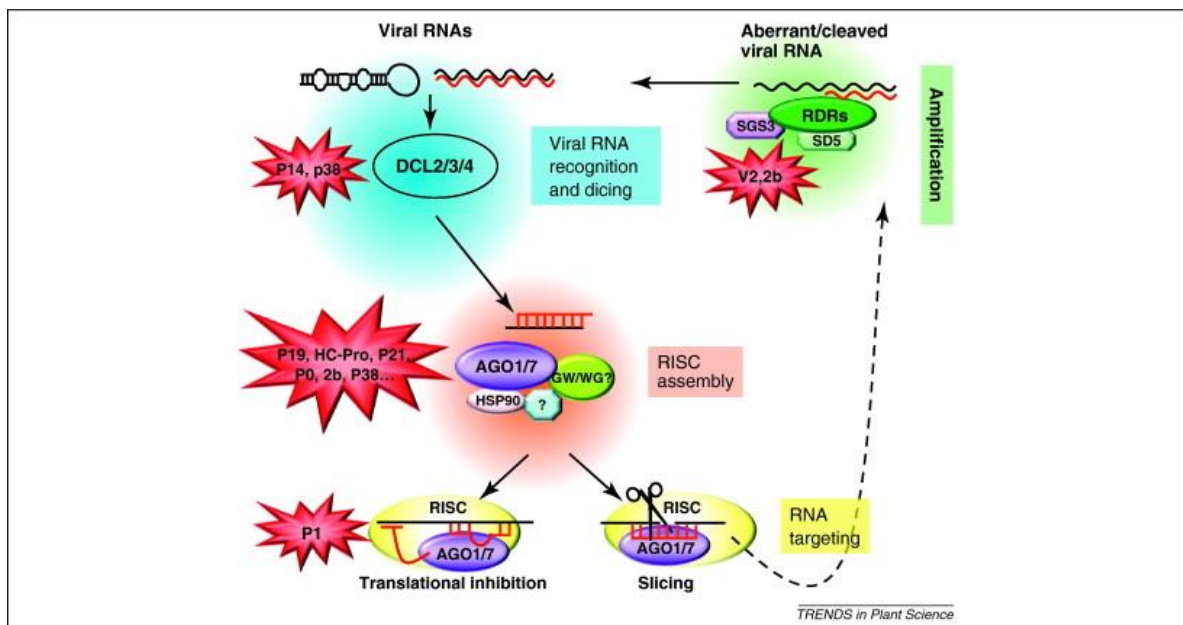 Viral RNAs
Aberrant/cleaved
viral RNA
Amplification
RDRs
SGS3
SD5
V2,2b
P14, p38
DCL2/3/4
Viral RNA
recognition
and dicing
P19, HC-Pro, P21,
P0, 2b, P38...
AGO1/7
GW/WG?
HSP90
?
RISC
assembly
P1
RISC
AGO1/7
Translational inhibition
RISC
AGO1/7
Slicing
RNA
targeting
TRENDS in Plant Science